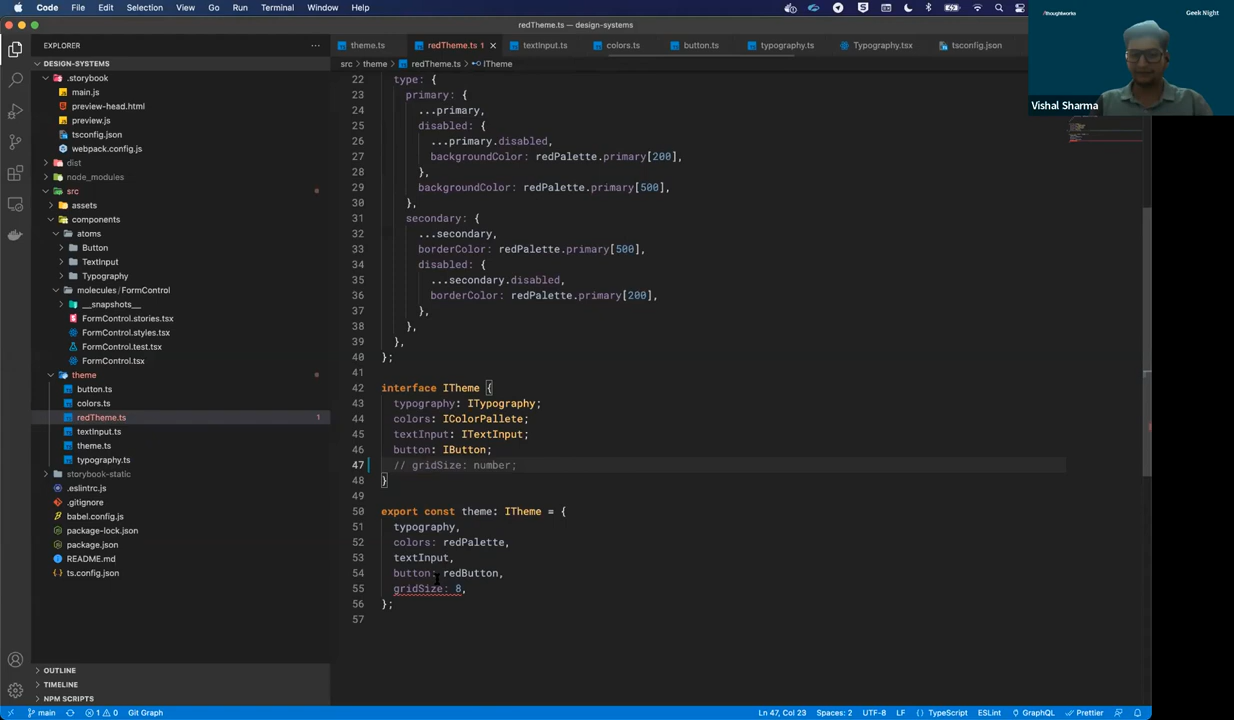 Code File Edit Selection View Go Run Terminal Window Help
redTheme.ts — design-systems
/thoughtworks Geek Night
Vishal Sharma
EXPLORER
theme.ts redTheme.ts 1 textInput.ts colors.ts button.ts typography.ts Typography.tsx tsconfig.json
src > theme > redTheme.ts > ITheme
DESIGN-SYSTEMS
.storybook
main.js
preview-head.html
preview.js
tsconfig.json
webpack.config.js
dist
node_modules
src
assets
components
atoms
Button
TextInput
Typography
molecules / FormControl
__snapshots__
FormControl.stories.tsx
FormControl.styles.tsx
FormControl.test.tsx
FormControl.tsx
theme
button.ts
colors.ts
redTheme.ts 1
textInput.ts
theme.ts
typography.ts
storybook-static
.eslintrc.js
.gitignore
babel.config.js
package-lock.json
package.json
README.md
ts.config.json
OUTLINE
TIMELINE
NPM SCRIPTS
22 type: {
23 primary: {
24 ...primary,
25 disabled: {
26 ...primary.disabled,
27 backgroundColor: redPalette.primary[200],
28 },
29 backgroundColor: redPalette.primary[500],
30 },
31 secondary: {
32 ...secondary,
33 borderColor: redPalette.primary[500],
34 disabled: {
35 ...secondary.disabled,
36 borderColor: redPalette.primary[200],
37 },
38 },
39 },
40 };
41
42 interface ITheme {
43 typography: ITypography;
44 colors: IColorPallete;
45 textInput: ITextInput;
46 button: IButton;
47 // gridSize: number;
48 }
49
50 export const theme: ITheme = {
51 typography,
52 colors: redPalette,
53 textInput,
54 button: redButton,
55 gridSize: 8,
56 };
57
main 1 0 Git Graph Ln 47, Col 23 Spaces: 2 UTF-8 LF TypeScript ESLint GraphQL Prettier